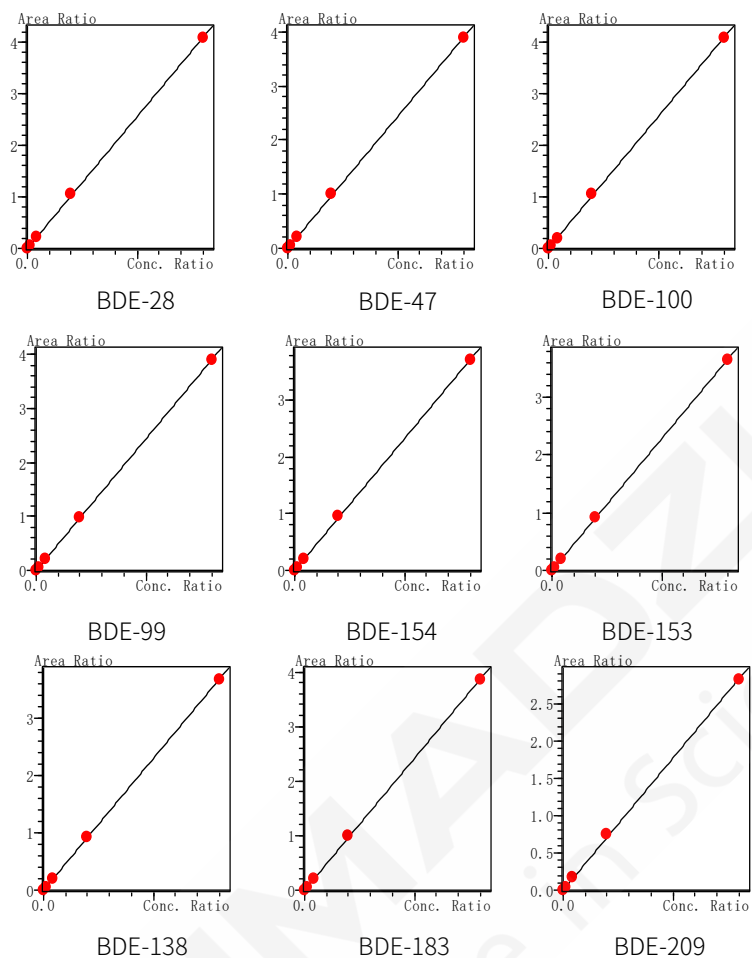 Area Ratio
4
3
2
1
0
0.0
Conc. Ratio
BDE-28
Area Ratio
4
3
2
1
0
0.0
Conc. Ratio
BDE-47
Area Ratio
4
3
2
1
0
0.0
Conc. Ratio
BDE-100
Area Ratio
4
3
2
1
0
0.0
Conc. Ratio
BDE-99
Area Ratio
3
2
1
0
0.0
Conc. Ratio
BDE-154
Area Ratio
3
2
1
0
0.0
Conc. Ratio
BDE-153
Area Ratio
3
2
1
0
0.0
Conc. Ratio
BDE-138
Area Ratio
4
3
2
1
0
0.0
Conc. Ratio
BDE-183
Area Ratio
2.5
2.0
1.5
1.0
0.5
0.0
0.0
Conc. Ratio
BDE-209